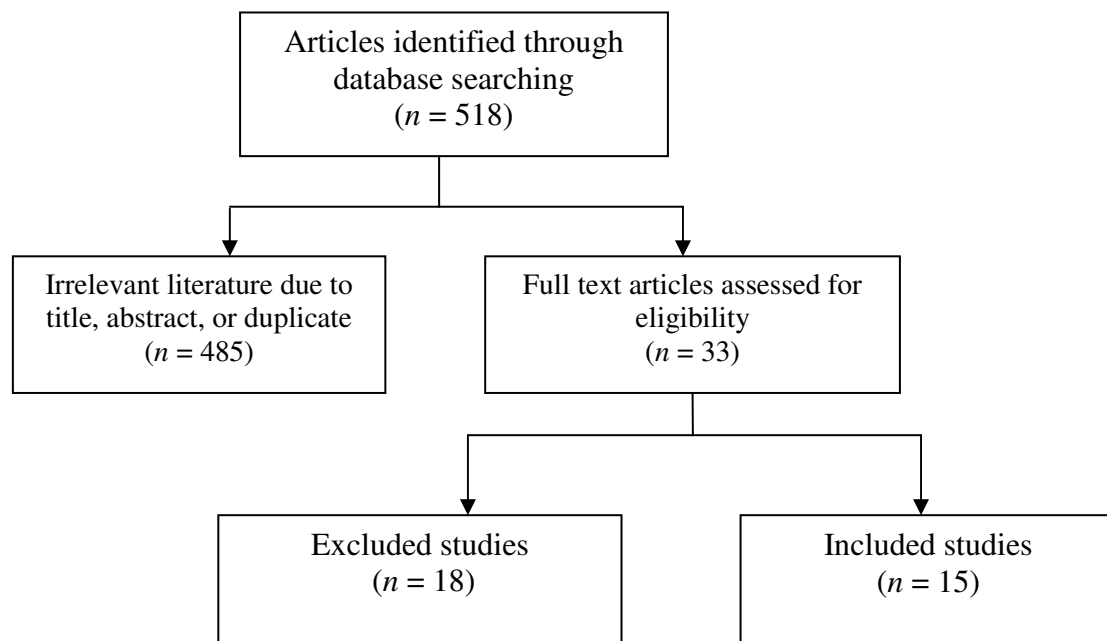 Articles identified through
database searching
(n = 518)
Irrelevant literature due to
title, abstract, or duplicate
(n = 485)
Full text articles assessed for
eligibility
(n = 33)
Excluded studies
(n = 18)
Included studies
(n = 15)